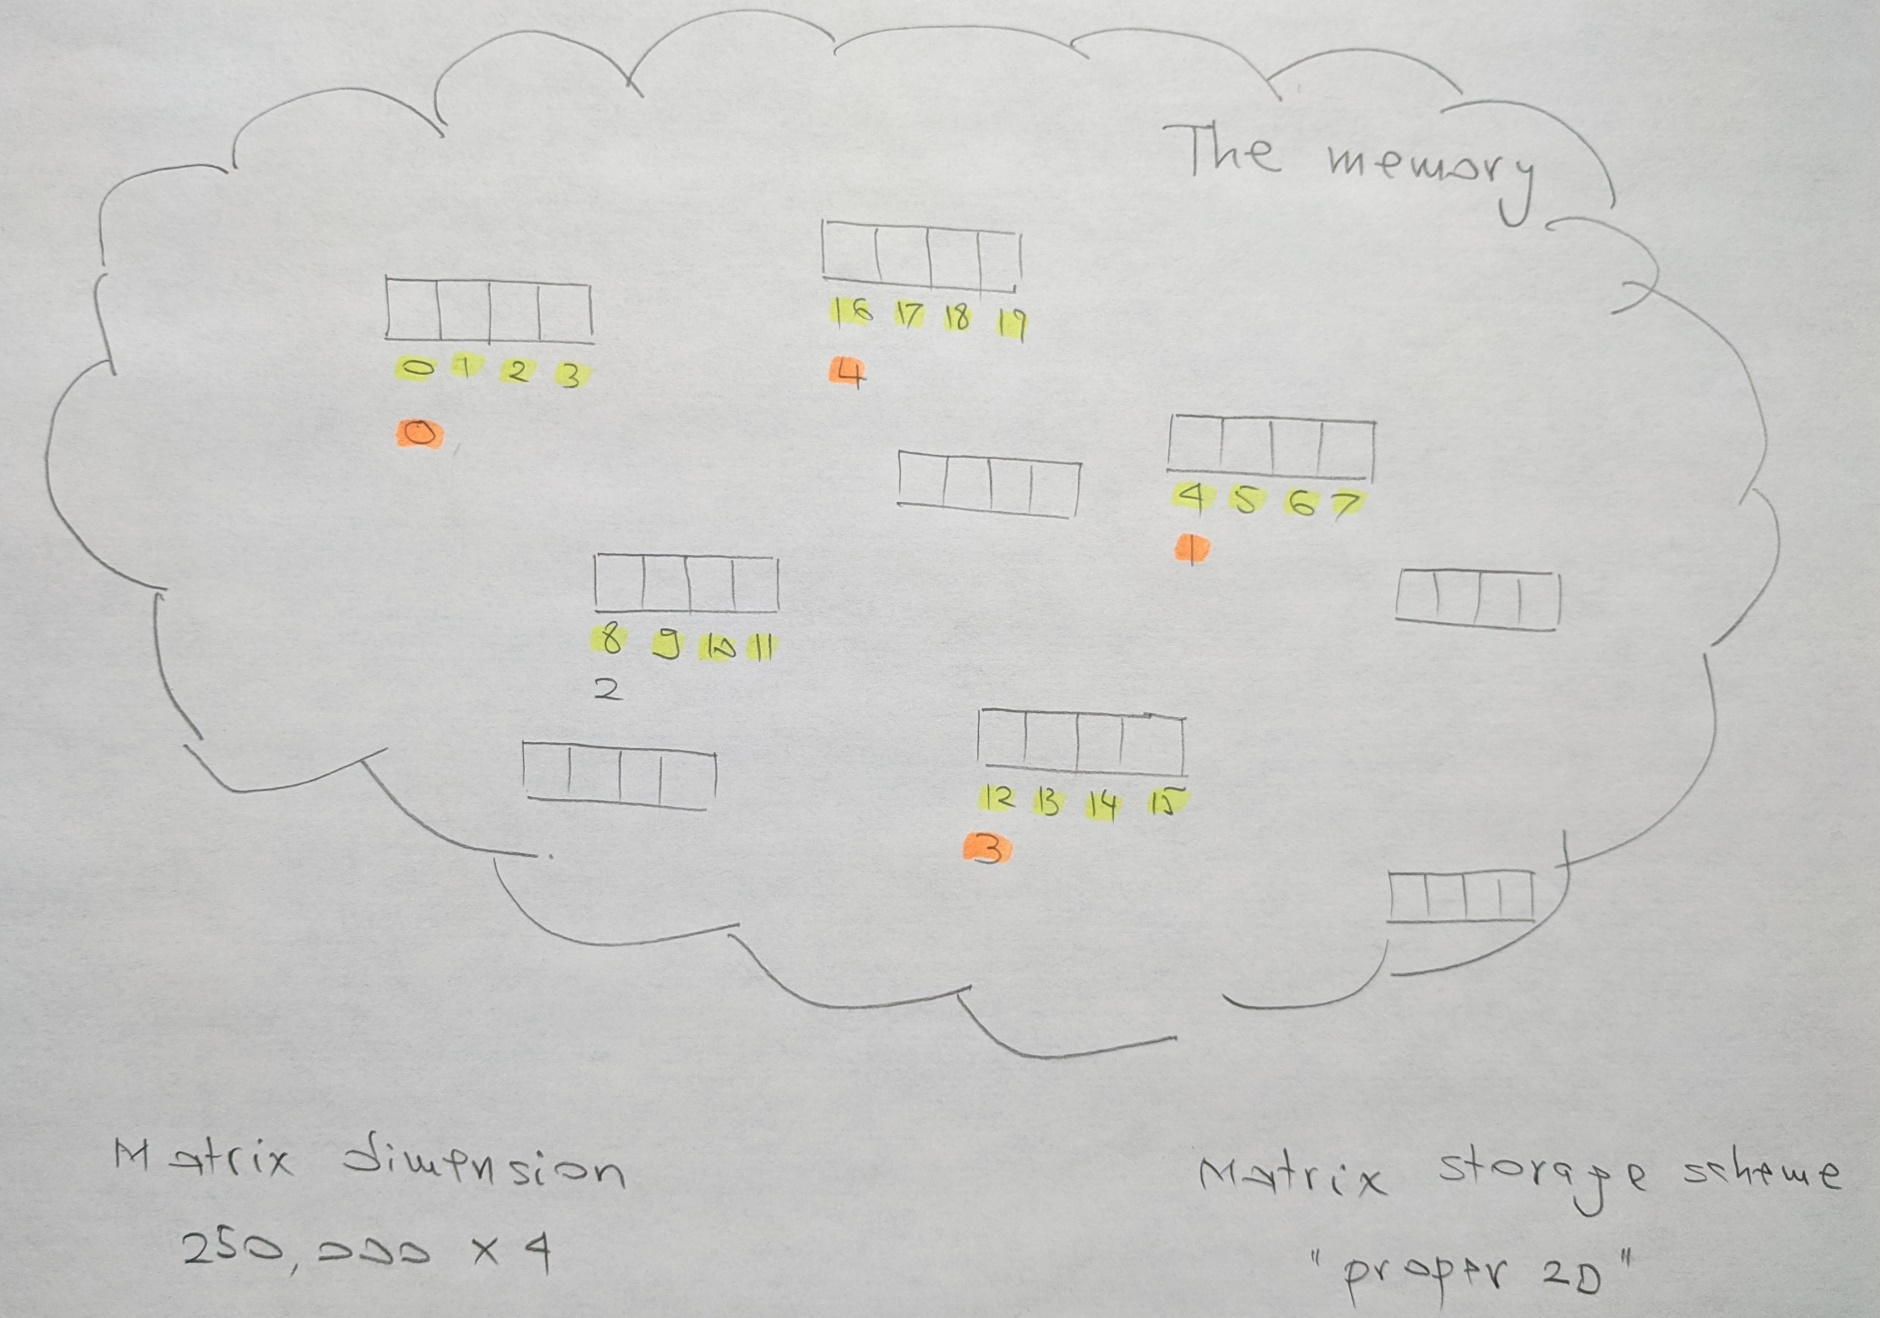 The memory
16 17 18 19
4
0 1 2 3
0
4 5 6 7
1
8 9 10 11
2
12 13 14 15
3
Matrix dimension
250,000 x 4
Matrix storage scheme
"proper 2D"